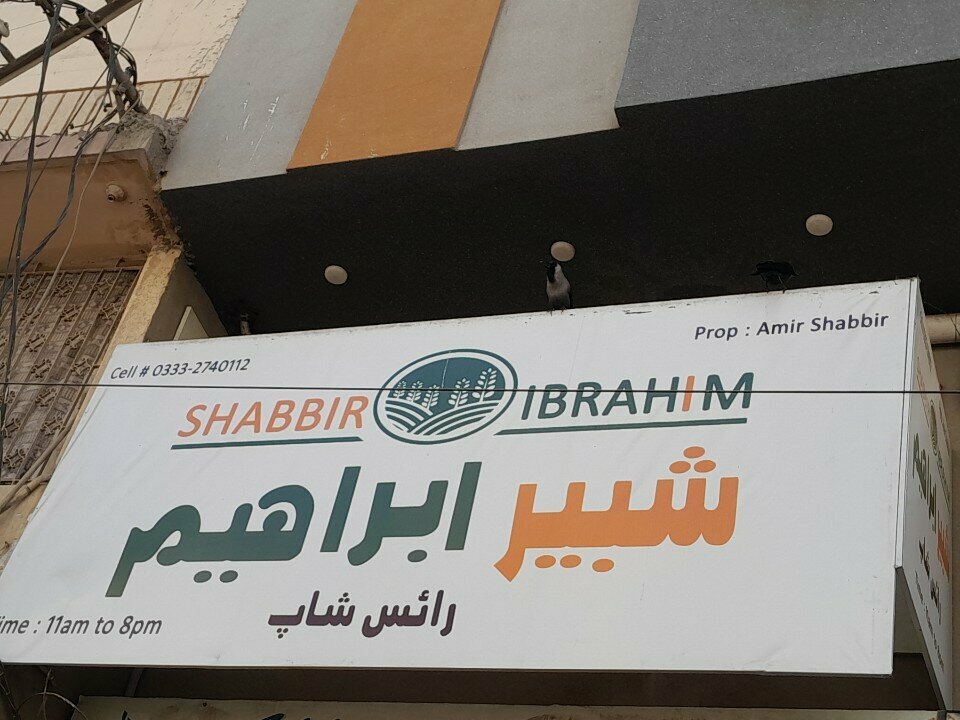 Prop : Amir Shabbir
Cell # 0333-2740112
SHABBIR IBRAHIM
شبیر ابراھیم
رائس شاپ
ime : 11am to 8pm